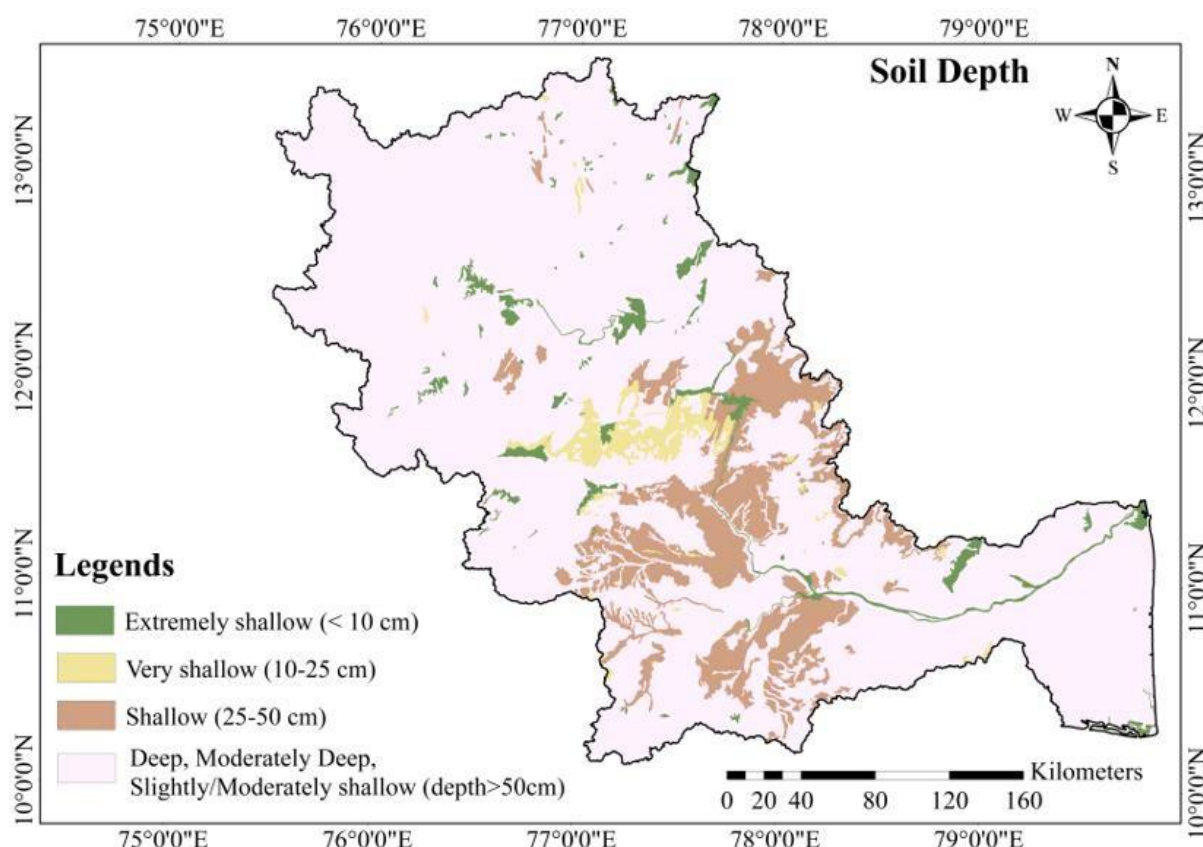 75°0'0"E 76°0'0"E 77°0'0"E 78°0'0"E 79°0'0"E
Soil Depth
N
W E
S
13°0'0"N 13°0'0"N
12°0'0"N 12°0'0"N
11°0'0"N 11°0'0"N
10°0'0"N 10°0'0"N
Legends
Extremely shallow (< 10 cm)
Very shallow (10-25 cm)
Shallow (25-50 cm)
Deep, Moderately Deep,
Slightly/Moderately shallow (depth>50cm)
Kilometers
0 20 40 80 120 160
75°0'0"E 76°0'0"E 77°0'0"E 78°0'0"E 79°0'0"E